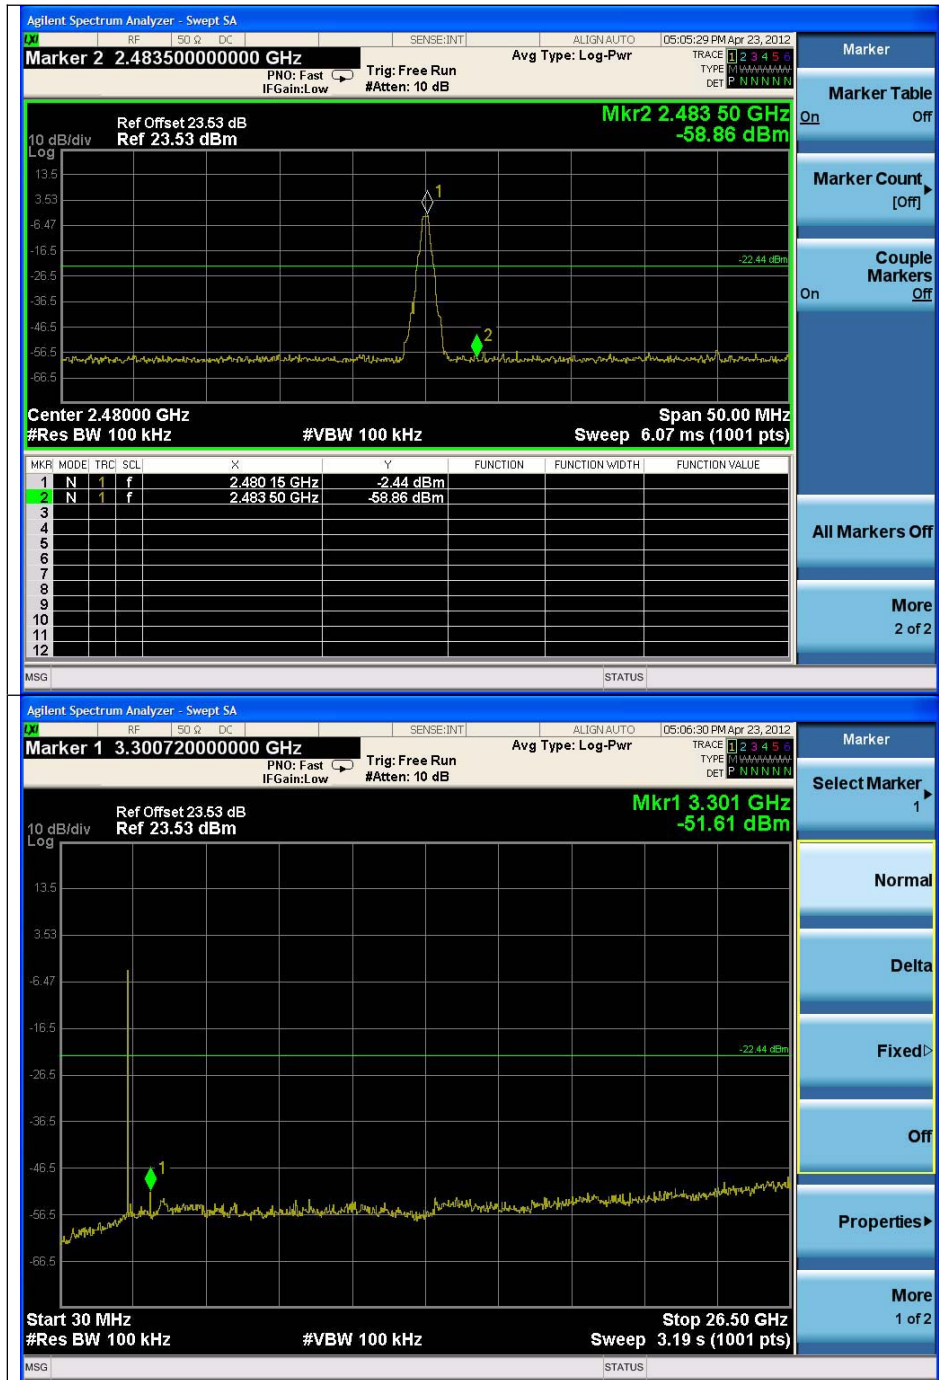 Agilent Spectrum Analyzer - Swept SA
LXI RF 50 Ω DC SENSE:INT ALIGN AUTO 05:05:29 PM Apr 23, 2012
Marker 2 2.483500000000 GHz
PNO: Fast
IFGain:Low
Trig: Free Run
#Atten: 10 dB
Avg Type: Log-Pwr
TRACE 1 2 3 4 5 6
TYPE M WWWWW
DET P N N N N N
Mkr2 2.483 50 GHz
-58.86 dBm
Ref Offset 23.53 dB
10 dB/div Ref 23.53 dBm
Log
13.5
3.53
-6.47
-16.5
-26.5
-36.5
-46.5
-56.5
-66.5
1
-22.44 dBm
2
Center 2.48000 GHz Span 50.00 MHz
#Res BW 100 kHz #VBW 100 kHz Sweep 6.07 ms (1001 pts)
MKR MODE TRC SCL X Y FUNCTION FUNCTION WIDTH FUNCTION VALUE
1 N 1 f 2.480 15 GHz -2.44 dBm
2 N 1 f 2.483 50 GHz -58.86 dBm
3
4
5
6
7
8
9
10
11
12
MSG STATUS
Marker
Marker Table
On Off
Marker Count
[Off]
Couple
Markers
On Off
All Markers Off
More
2 of 2
Agilent Spectrum Analyzer - Swept SA
LXI RF 50 Ω DC SENSE:INT ALIGN AUTO 05:06:30 PM Apr 23, 2012
Marker 1 3.300720000000 GHz
PNO: Fast
IFGain:Low
Trig: Free Run
#Atten: 10 dB
Avg Type: Log-Pwr
TRACE 1 2 3 4 5 6
TYPE M WWWWW
DET P N N N N N
Mkr1 3.301 GHz
-51.61 dBm
Ref Offset 23.53 dB
10 dB/div Ref 23.53 dBm
Log
13.5
3.53
-6.47
-16.5
-26.5
-36.5
-46.5
-56.5
-66.5
-22.44 dBm
1
Start 30 MHz Stop 26.50 GHz
#Res BW 100 kHz #VBW 100 kHz Sweep 3.19 s (1001 pts)
MSG STATUS
Marker
Select Marker
1
Normal
Delta
Fixed
Off
Properties
More
1 of 2